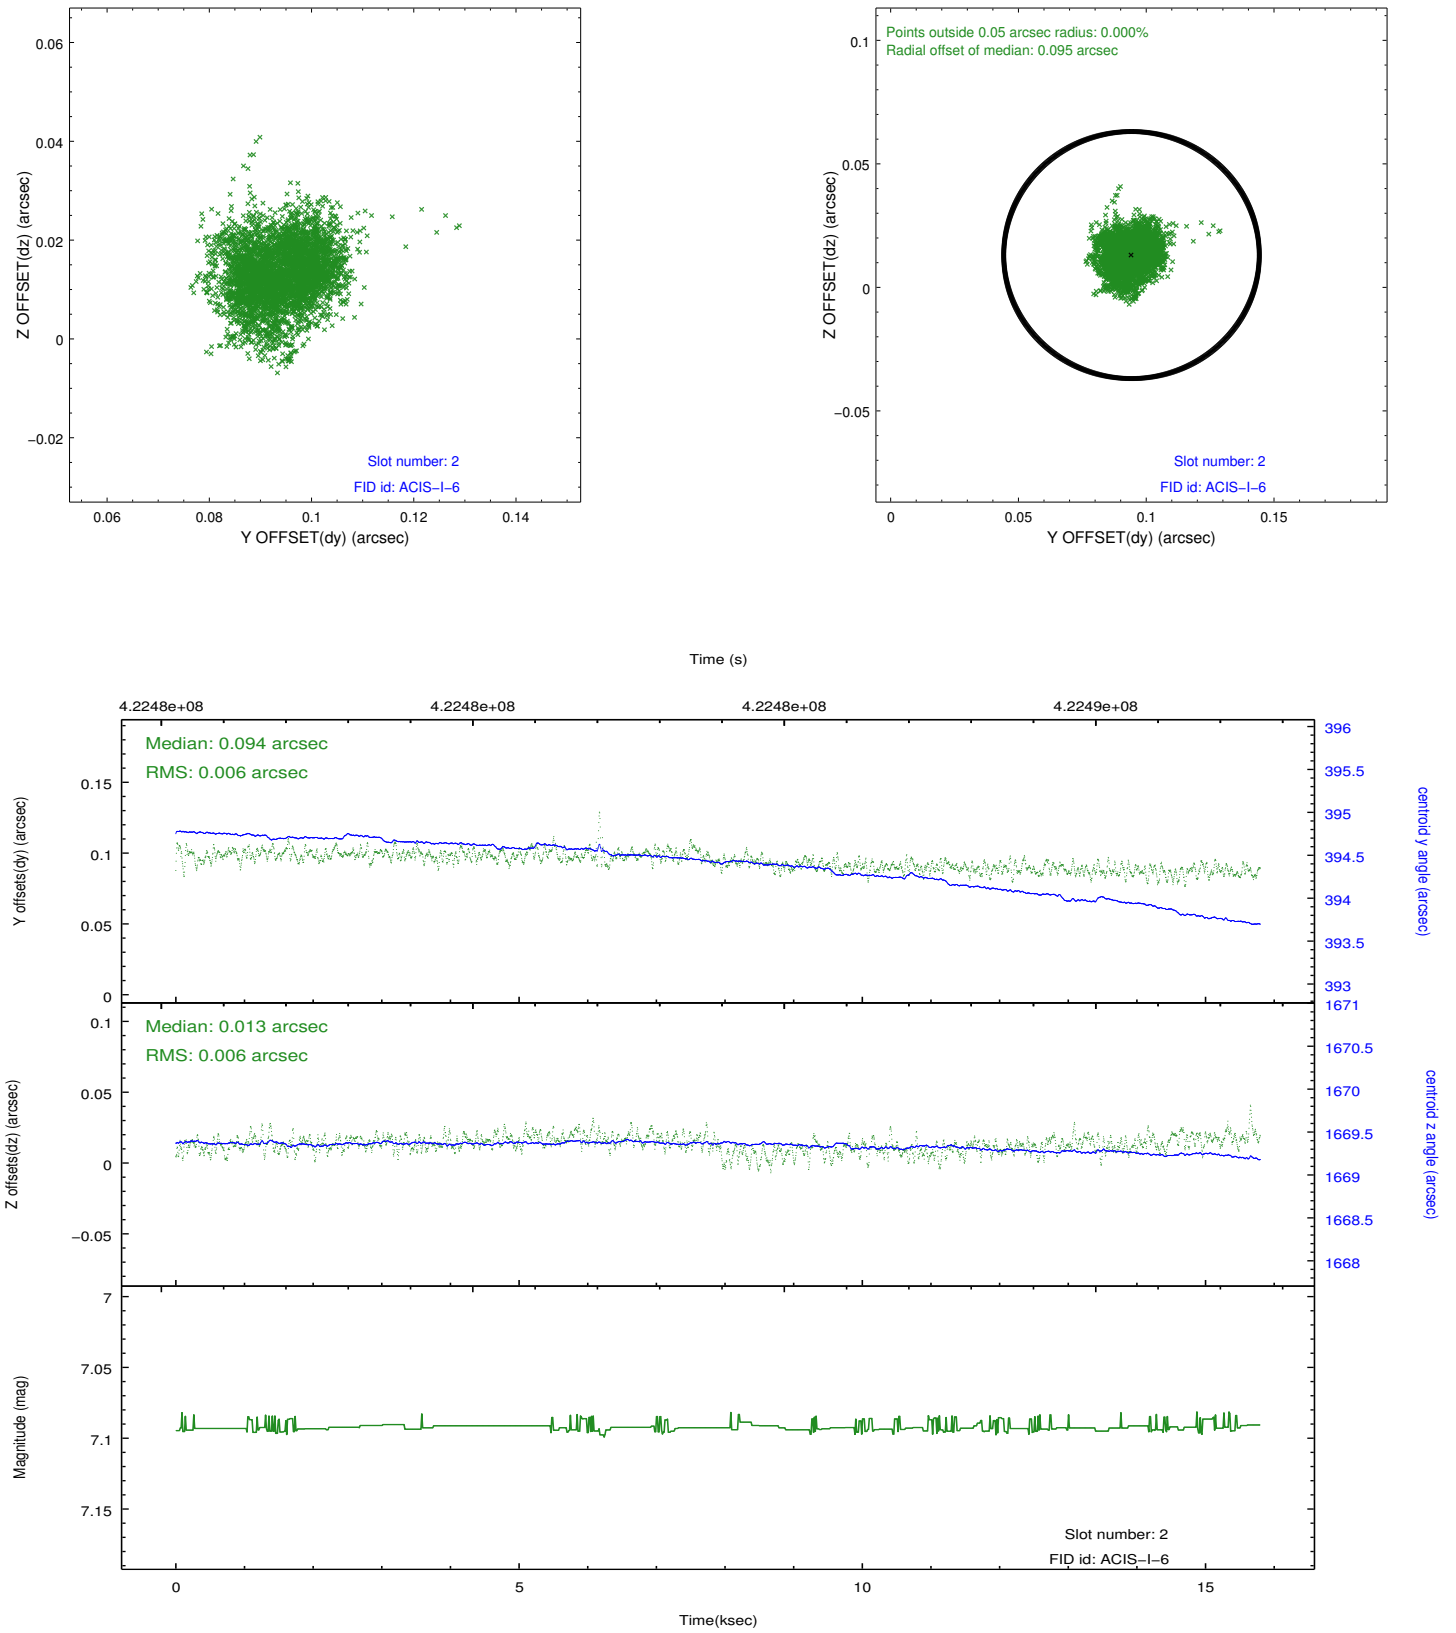 0.06
0.04
0.02
0
−0.02
Z OFFSET(dz) (arcsec)
Slot number: 2
FID id: ACIS−I−6
0.06
0.08
0.1
0.12
0.14
Y OFFSET(dy) (arcsec)
Points outside 0.05 arcsec radius: 0.000%
Radial offset of median: 0.095 arcsec
0.1
0.05
0
−0.05
Z OFFSET(dz) (arcsec)
Slot number: 2
FID id: ACIS−I−6
0
0.05
0.1
0.15
Y OFFSET(dy) (arcsec)
Time (s)
4.2248e+08
4.2248e+08
4.2248e+08
4.2249e+08
Median: 0.094 arcsec
RMS: 0.006 arcsec
0.15
0.1
0.05
0
Y offsets(dy) (arcsec)
396
395.5
395
394.5
394
393.5
393
centroid y angle (arcsec)
Median: 0.013 arcsec
RMS: 0.006 arcsec
0.1
0.05
0
−0.05
Z offsets(dz) (arcsec)
1671
1670.5
1670
1669.5
1669
1668.5
1668
centroid z angle (arcsec)
7
7.05
7.1
7.15
Magnitude (mag)
Slot number: 2
FID id: ACIS−I−6
0
5
10
15
Time(ksec)